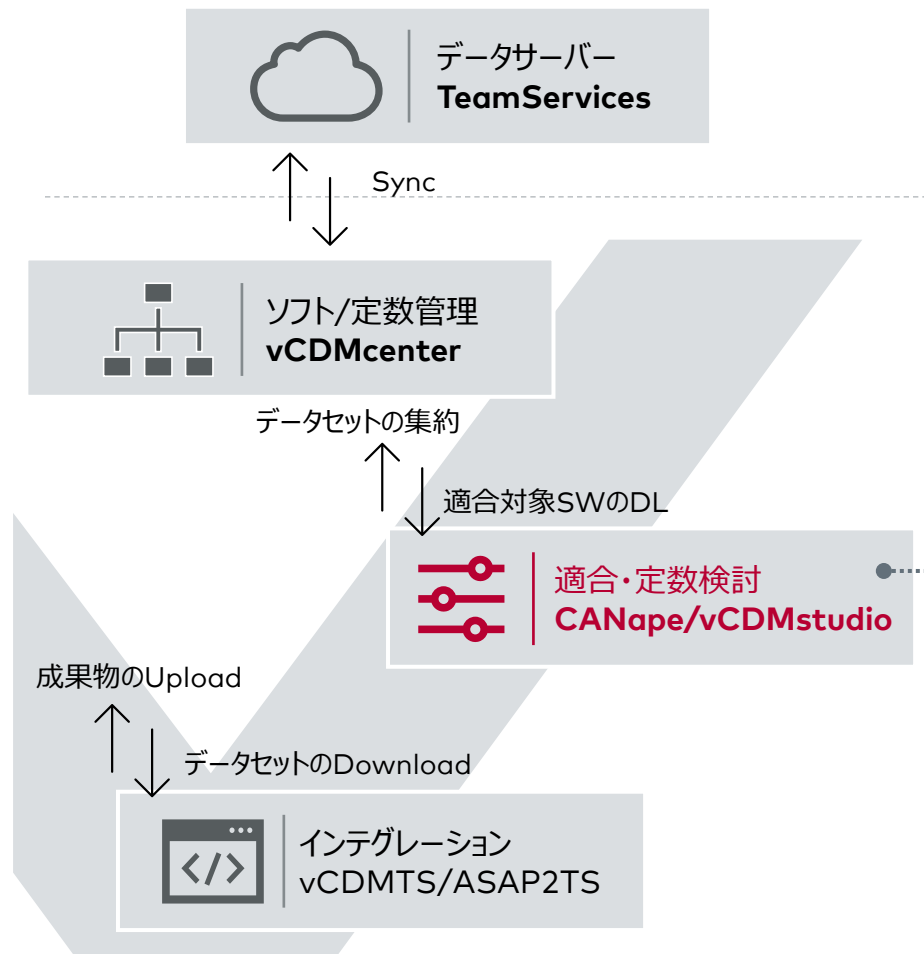 データサーバー
TeamServices
Sync
ソフト/定数管理
vCDMcenter
データセットの集約
適合対象SWのDL
適合・定数検討
CANape/vCDMstudio
成果物のUpload
データセットのDownload
インテグレーション
vCDMTS/ASAP2TS